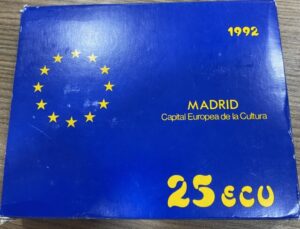 1992
MADRID
Capital Europea de la Cultura
25 ECU